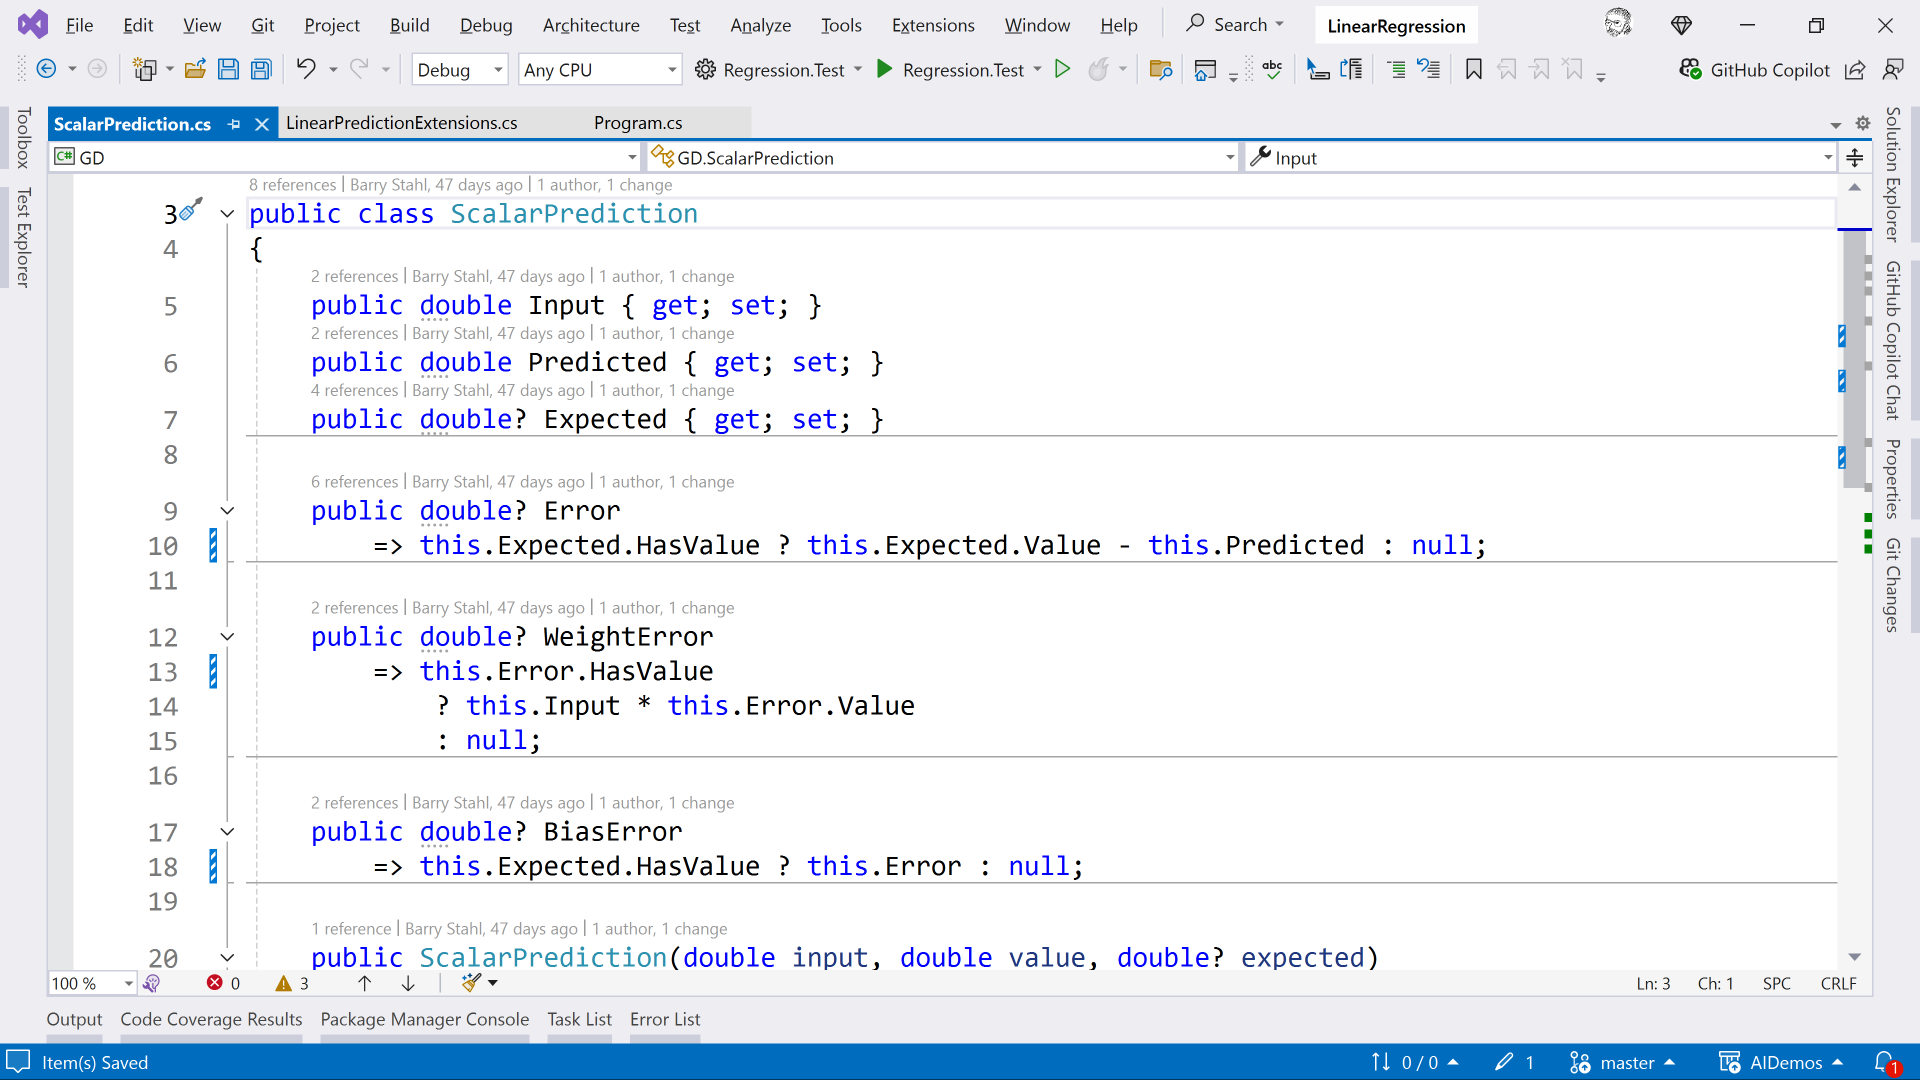 File Edit View Git Project Build Debug Architecture Test Analyze Tools Extensions Window Help Search LinearRegression
Debug Any CPU Regression.Test Regression.Test abc GitHub Copilot
ScalarPrediction.cs LinearPredictionExtensions.cs Program.cs
C# GD GD.ScalarPrediction Input
Toolbox
Test Explorer
8 references | Barry Stahl, 47 days ago | 1 author, 1 change
3 public class ScalarPrediction
4 {
2 references | Barry Stahl, 47 days ago | 1 author, 1 change
5 public double Input { get; set; }
2 references | Barry Stahl, 47 days ago | 1 author, 1 change
6 public double Predicted { get; set; }
4 references | Barry Stahl, 47 days ago | 1 author, 1 change
7 public double? Expected { get; set; }
8
6 references | Barry Stahl, 47 days ago | 1 author, 1 change
9 public double? Error
10 => this.Expected.HasValue ? this.Expected.Value - this.Predicted : null;
11
2 references | Barry Stahl, 47 days ago | 1 author, 1 change
12 public double? WeightError
13 => this.Error.HasValue
14 ? this.Input * this.Error.Value
15 : null;
16
2 references | Barry Stahl, 47 days ago | 1 author, 1 change
17 public double? BiasError
18 => this.Expected.HasValue ? this.Error : null;
19
1 reference | Barry Stahl, 47 days ago | 1 author, 1 change
20 public ScalarPrediction(double input, double value, double? expected)
Solution Explorer
GitHub Copilot Chat
Properties
Git Changes
100 % 0 3 Ln: 3 Ch: 1 SPC CRLF
Output Code Coverage Results Package Manager Console Task List Error List
Item(s) Saved 0 / 0 1 master AIDemos 1